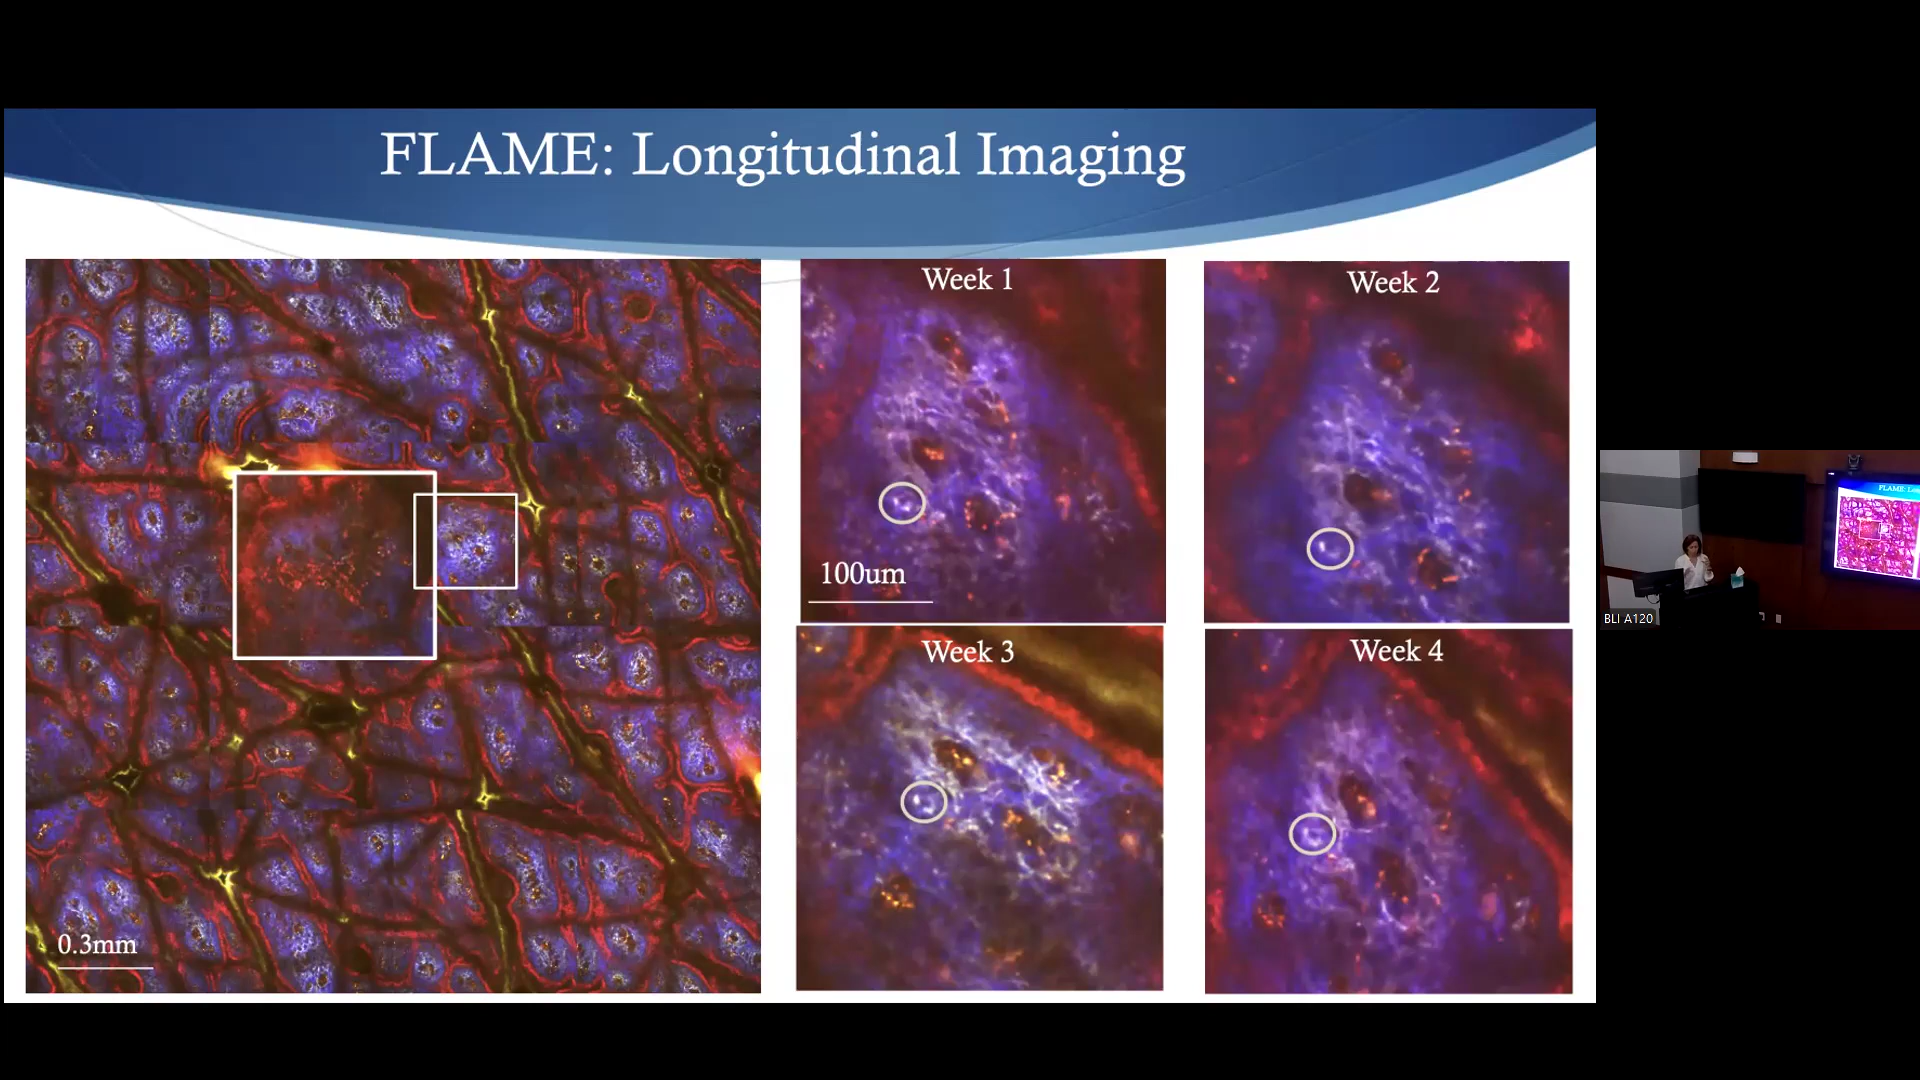 FLAME: Longitudinal Imaging
Week 1
Week 2
100um
Week 3
Week 4
0.3mm
BLI A120